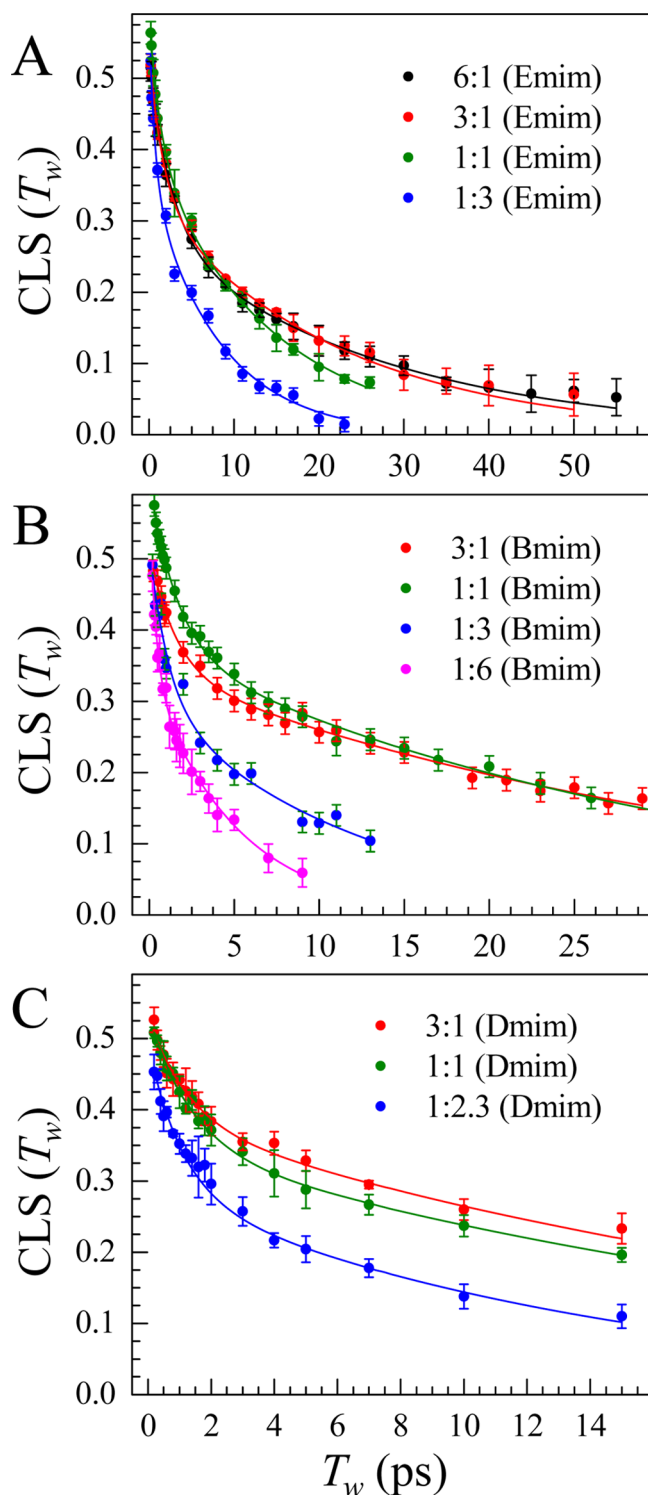 A
CLS (Tw)
0.5
0.4
0.3
0.2
0.1
0.0
6:1 (Emim)
3:1 (Emim)
1:1 (Emim)
1:3 (Emim)
0 10 20 30 40 50
B
CLS (Tw)
0.5
0.4
0.3
0.2
0.1
0.0
3:1 (Bmim)
1:1 (Bmim)
1:3 (Bmim)
1:6 (Bmim)
0 5 10 15 20 25
C
CLS (Tw)
0.5
0.4
0.3
0.2
0.1
0.0
3:1 (Dmim)
1:1 (Dmim)
1:2.3 (Dmim)
0 2 4 6 8 10 12 14
Tw (ps)